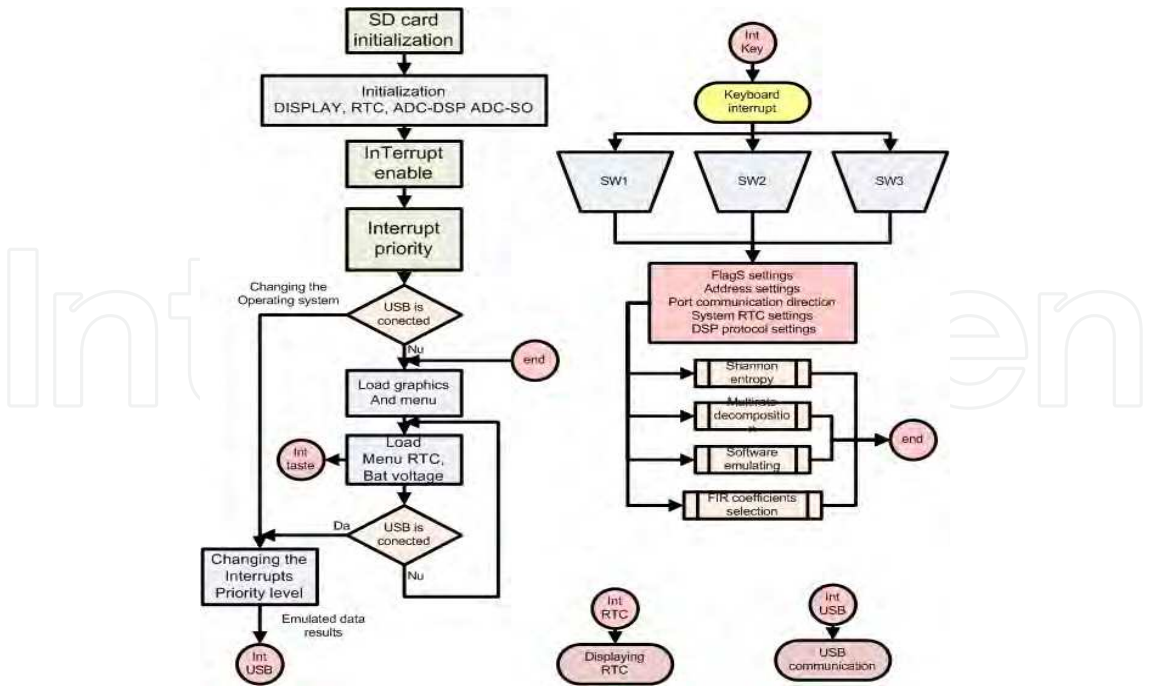 SD card
initialization
Initialization
DISPLAY, RTC, ADC-DSP ADC-SO
InTerrupt
enable
Interrupt
priority
Changing the
Operating system
USB is
conected
Nu
end
Load graphics
And menu
Int
taste
Load
Menu RTC,
Bat voltage
Da
USB is
conected
Nu
Changing the
Interrupts
Priority level
Emulated data
results
Int
USB
Int
Key
Keyboard
interrupt
SW1
SW2
SW3
FlagS settings
Address settings
Port communication direction
System RTC settings
DSP protocol settings
Shannon
entropy
Multirate
decompositio
n
Software
emulating
FIR coefficients
selection
end
Int
RTC
Displaying
RTC
Int
USB
USB
communication